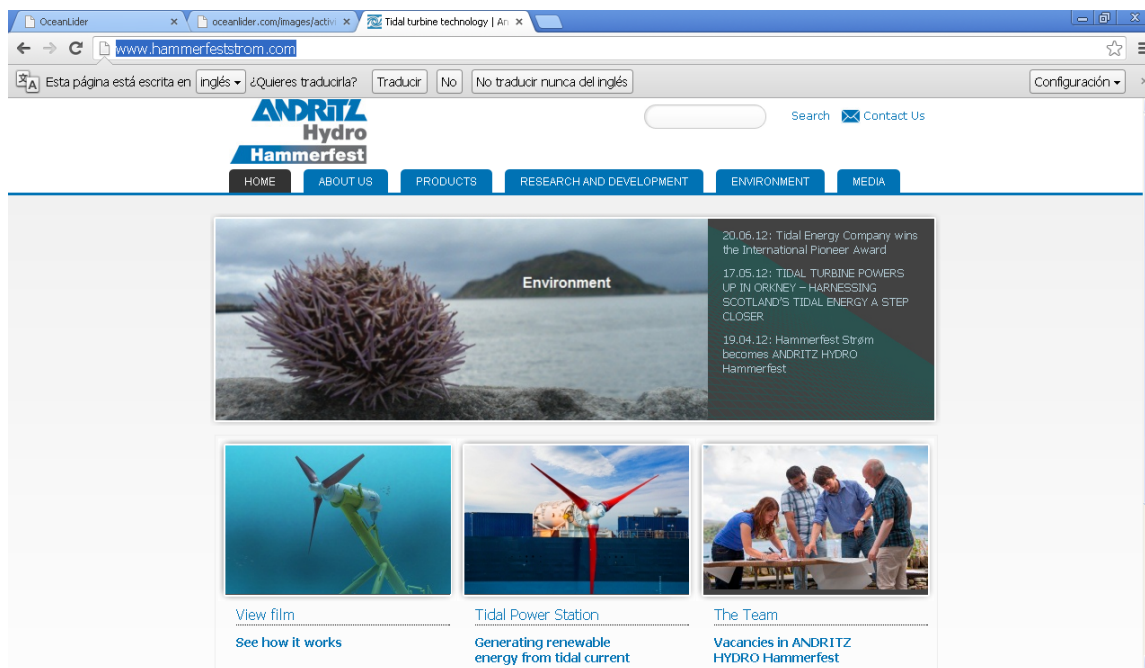 OceanLider
oceanlider.com/images/activi
Tidal turbine technology | An
www.hammerfeststrom.com
Esta página está escrita en inglés ¿Quieres traducirla? Traducir No No traducir nunca del inglés Configuración
ANDRITZ
Hydro
Hammerfest
Search Contact Us
HOME ABOUT US PRODUCTS RESEARCH AND DEVELOPMENT ENVIRONMENT MEDIA
Environment
20.06.12: Tidal Energy Company wins
the International Pioneer Award
17.05.12: TIDAL TURBINE POWERS
UP IN ORKNEY – HARNESSING
SCOTLAND'S TIDAL ENERGY A STEP
CLOSER
19.04.12: Hammerfest Strøm
becomes ANDRITZ HYDRO
Hammerfest
View film
See how it works
Tidal Power Station
Generating renewable
energy from tidal current
The Team
Vacancies in ANDRITZ
HYDRO Hammerfest